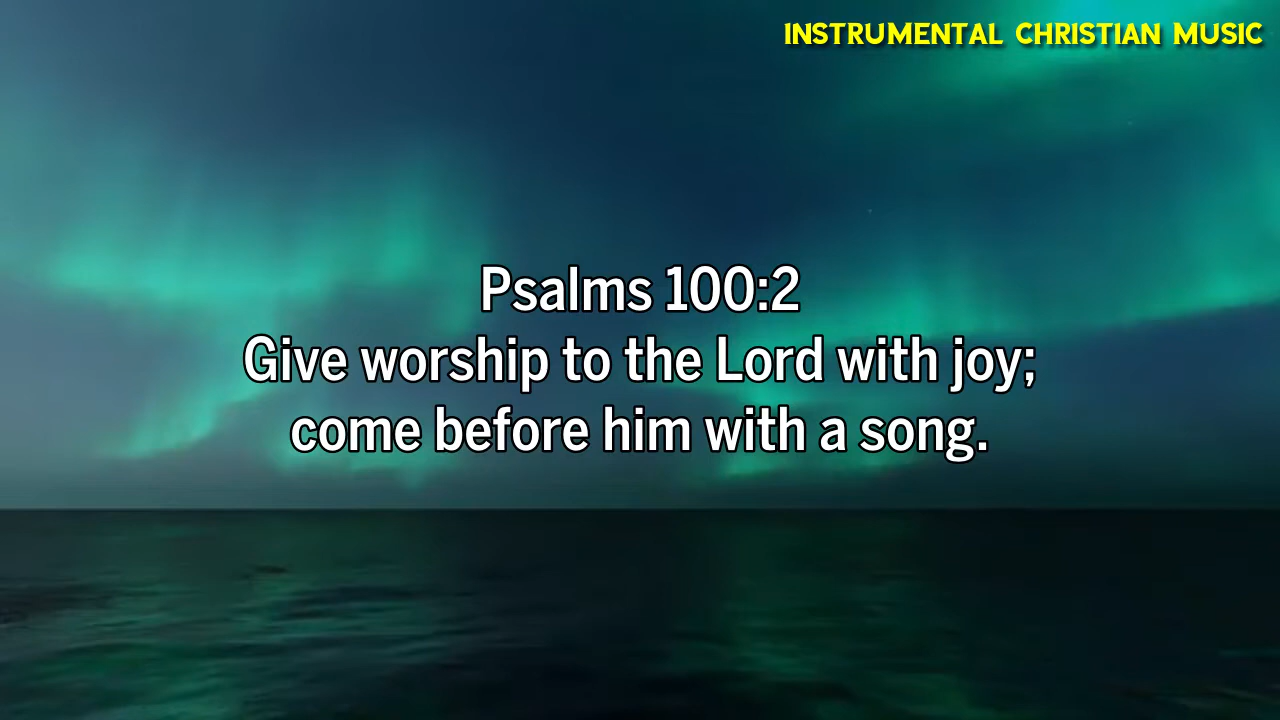 INSTRUMENTAL CHRISTIAN MUSIC
Psalms 100:2
Give worship to the Lord with joy;
come before him with a song.